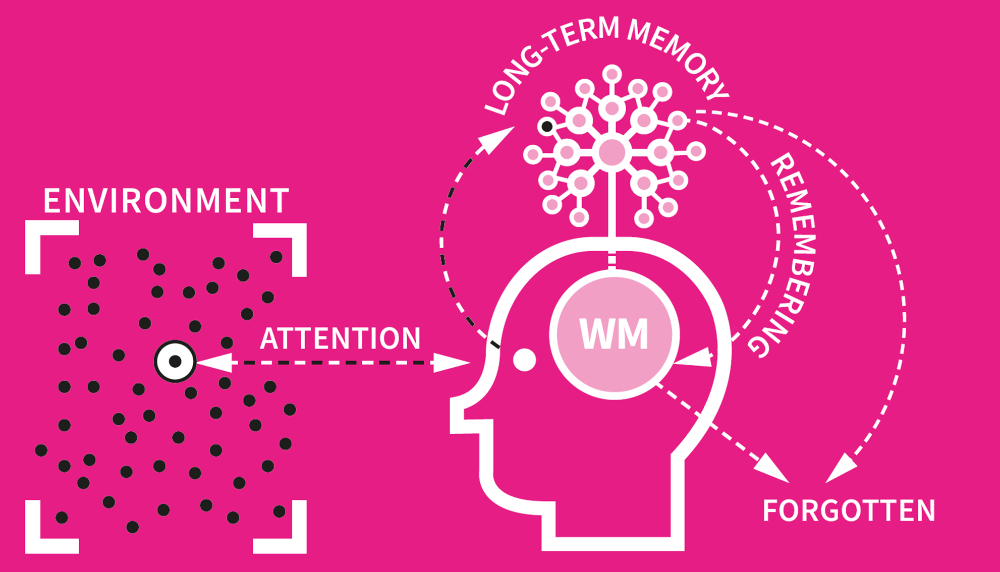 LONG-TERM MEMORY
REMEMBERING
ENVIRONMENT
ATTENTION
WM
FORGOTTEN